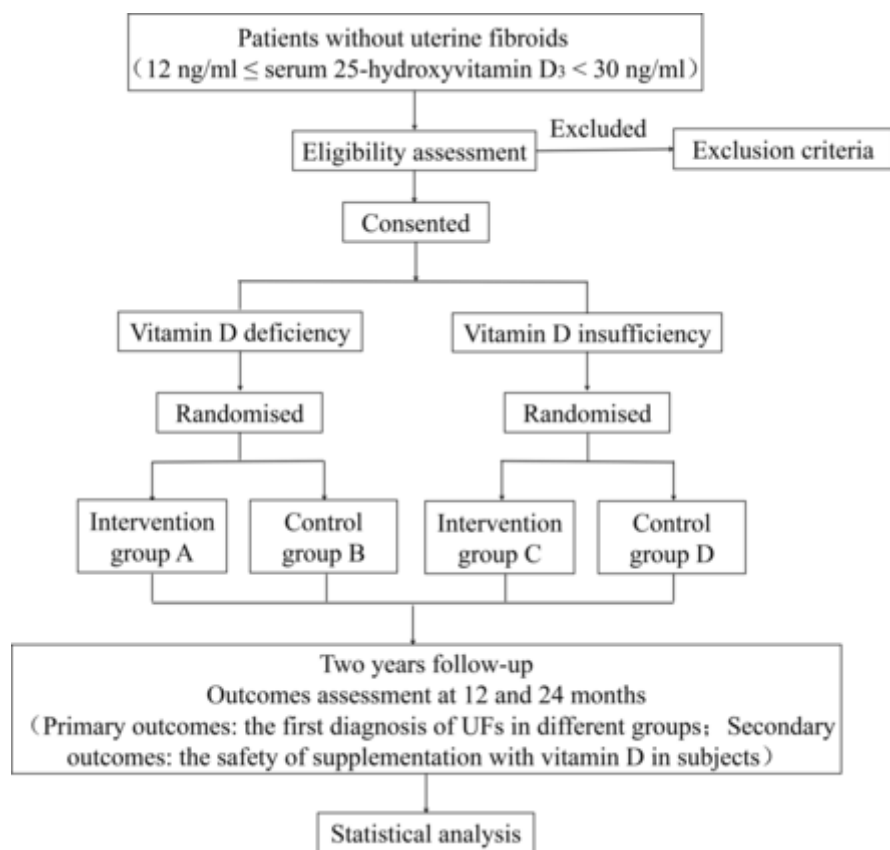 Patients without uterine fibroids
（12 ng/ml ≤ serum 25-hydroxyvitamin D₃ < 30 ng/ml）
Excluded
Eligibility assessment
Exclusion criteria
Consented
Vitamin D deficiency
Vitamin D insufficiency
Randomised
Randomised
Intervention
group A
Control
group B
Intervention
group C
Control
group D
Two years follow-up
Outcomes assessment at 12 and 24 months
（Primary outcomes: the first diagnosis of UFs in different groups；Secondary
outcomes: the safety of supplementation with vitamin D in subjects）
Statistical analysis